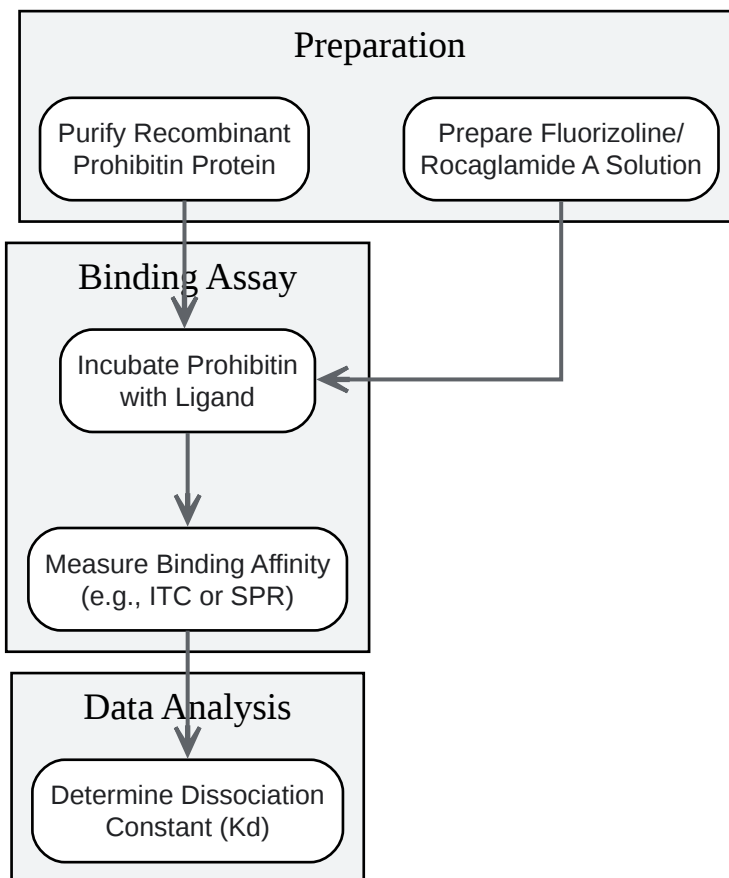 Preparation
Purify Recombinant
Prohibitin Protein
Prepare Fluorizoline/
Rocaglamide A Solution
Binding Assay
Incubate Prohibitin
with Ligand
Measure Binding Affinity
(e.g., ITC or SPR)
Data Analysis
Determine Dissociation
Constant (Kd)